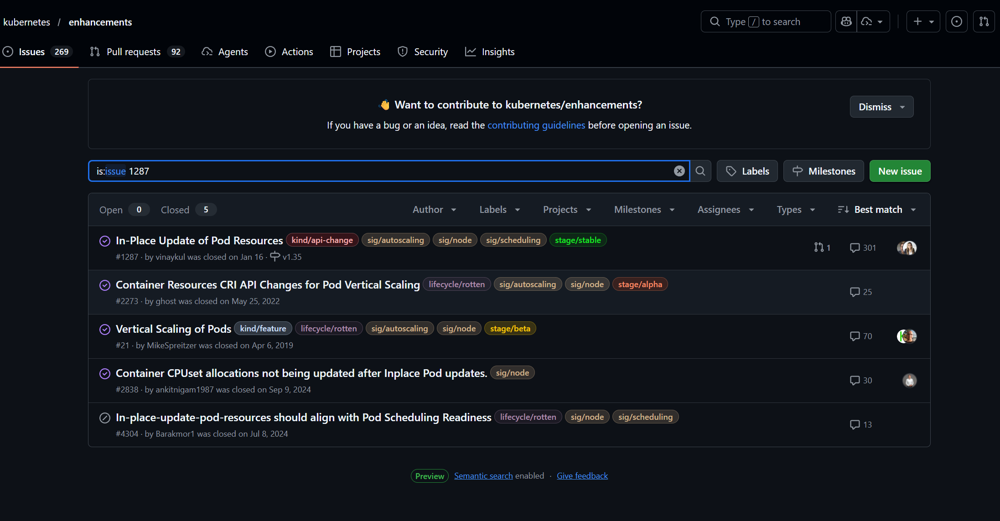 kubernetes / enhancements
Type / to search
Issues 269 Pull requests 92 Agents Actions Projects Security Insights
👋 Want to contribute to kubernetes/enhancements?
Dismiss
If you have a bug or an idea, read the contributing guidelines before opening an issue.
is:issue 1287
Labels Milestones New issue
Open 0 Closed 5 Author Labels Projects Milestones Assignees Types Best match
In-Place Update of Pod Resources kind/api-change sig/autoscaling sig/node sig/scheduling stage/stable
#1287 · by vinaykul was closed on Jan 16 · v1.35
1 301
Container Resources CRI API Changes for Pod Vertical Scaling lifecycle/rotten sig/autoscaling sig/node stage/alpha
#2273 · by ghost was closed on May 25, 2022
25
Vertical Scaling of Pods kind/feature lifecycle/rotten sig/autoscaling sig/node stage/beta
#21 · by MikeSpreitzer was closed on Apr 6, 2019
70
Container CPUset allocations not being updated after Inplace Pod updates. sig/node
#2838 · by ankitnigam1987 was closed on Sep 9, 2024
30
In-place-update-pod-resources should align with Pod Scheduling Readiness lifecycle/rotten sig/node sig/scheduling
#4304 · by Barakmor1 was closed on Jul 8, 2024
13
Preview Semantic search enabled · Give feedback